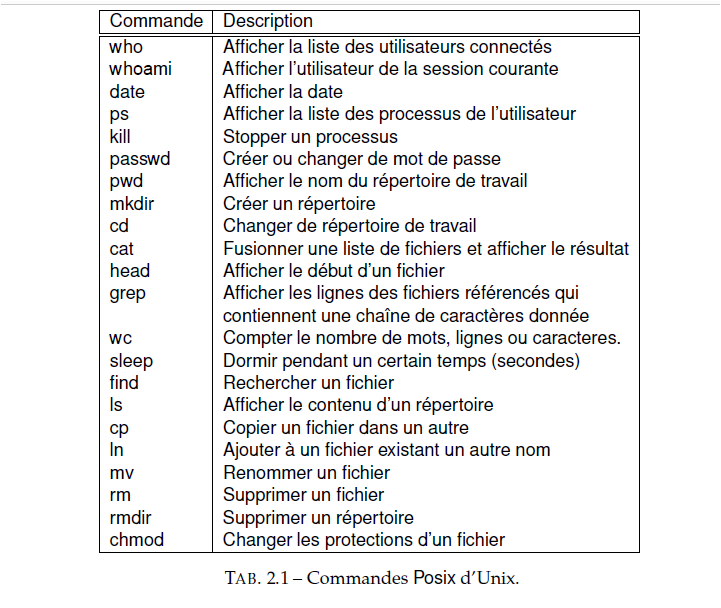 Commande Description
who Afficher la liste des utilisateurs connectés
whoami Afficher l'utilisateur de la session courante
date Afficher la date
ps Afficher la liste des processus de l'utilisateur
kill Stopper un processus
passwd Créer ou changer de mot de passe
pwd Afficher le nom du répertoire de travail
mkdir Créer un répertoire
cd Changer de répertoire de travail
cat Fusionner une liste de fichiers et afficher le résultat
head Afficher le début d'un fichier
grep Afficher les lignes des fichiers référencés qui
contiennent une chaîne de caractères donnée
wc Compter le nombre de mots, lignes ou caracteres.
sleep Dormir pendant un certain temps (secondes)
find Rechercher un fichier
ls Afficher le contenu d'un répertoire
cp Copier un fichier dans un autre
ln Ajouter à un fichier existant un autre nom
mv Renommer un fichier
rm Supprimer un fichier
rmdir Supprimer un répertoire
chmod Changer les protections d'un fichier
TAB. 2.1 – Commandes Posix d'Unix.